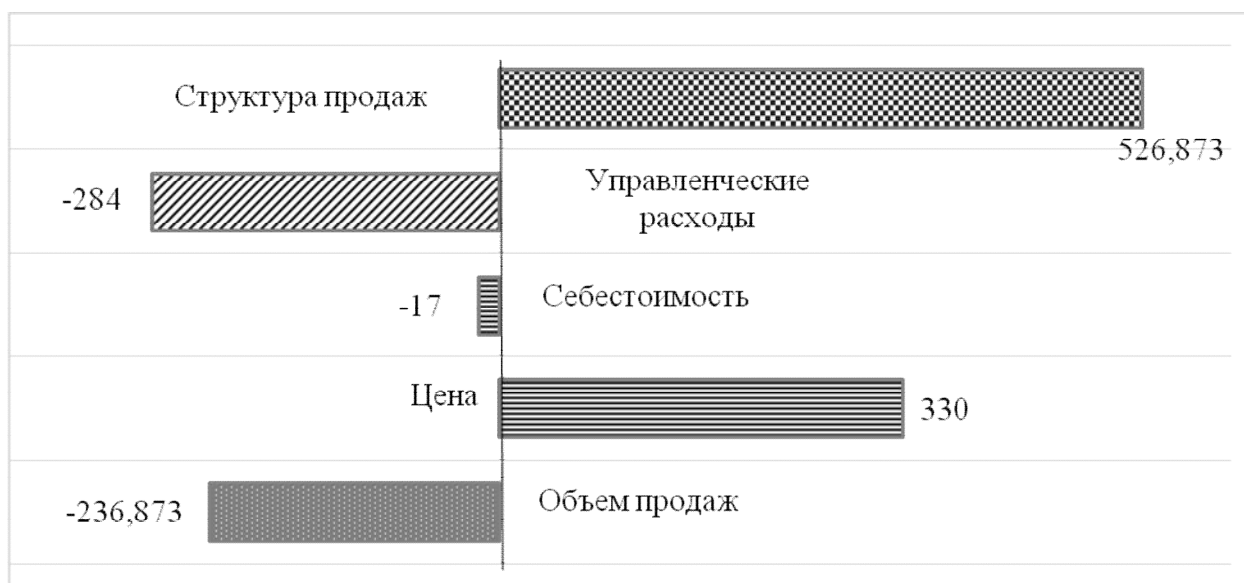 Структура продаж
526,873
-284
Управленческие
расходы
-17
Себестоимость
Цена
330
-236,873
Объем продаж